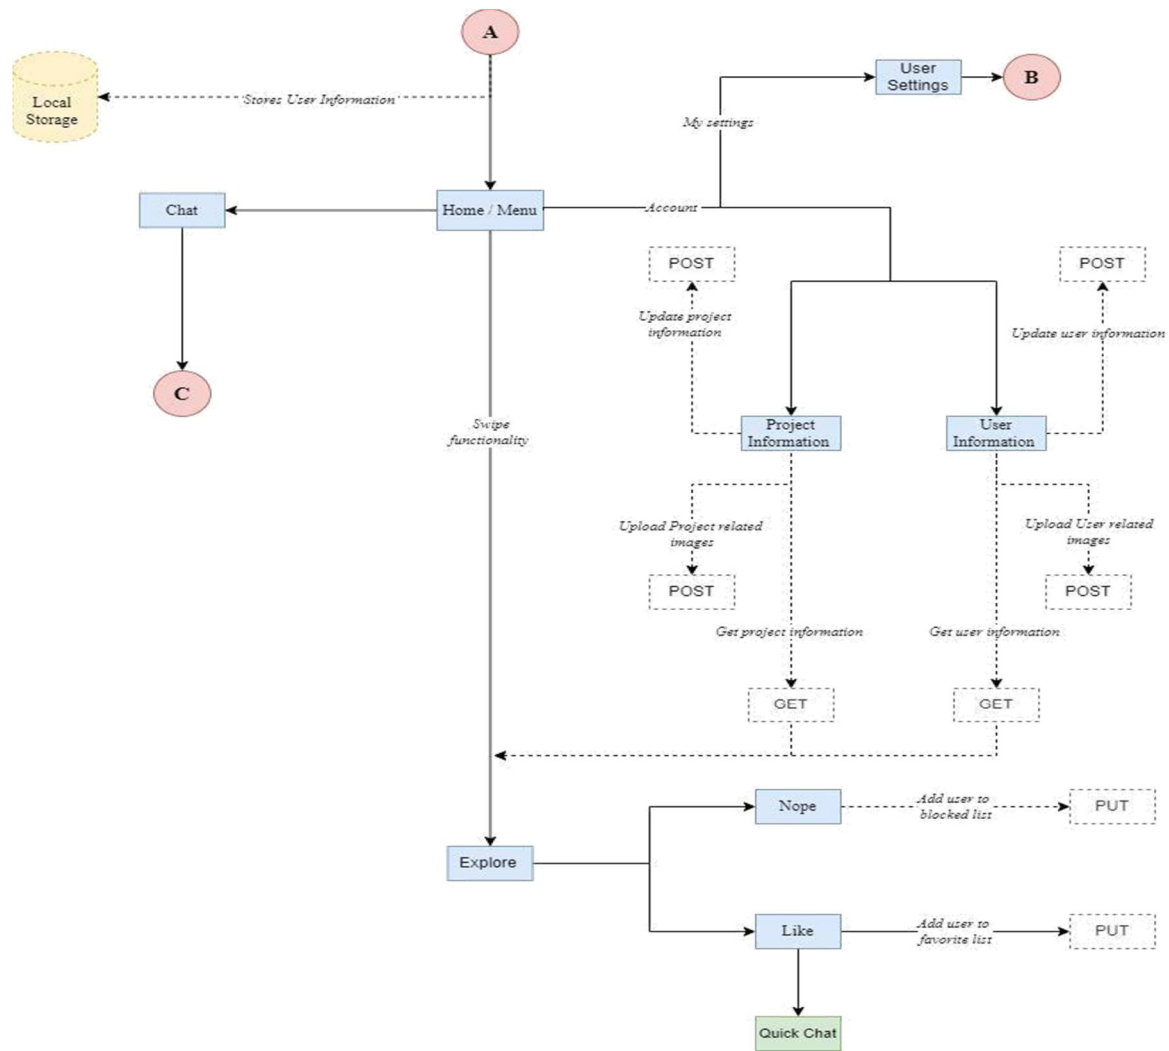 A
Local
Storage
Stores User Information
User
Settings
B
My settings
Chat
Home / Menu
Account
POST
POST
Update project
information
Update user information
C
Swipe
functionality
Project
Information
User
Information
Upload Project related
images
Upload User related
images
POST
POST
Get project information
Get user information
GET
GET
Nope
Add user to
blocked list
PUT
Explore
Like
Add user to
favorite list
PUT
Quick Chat